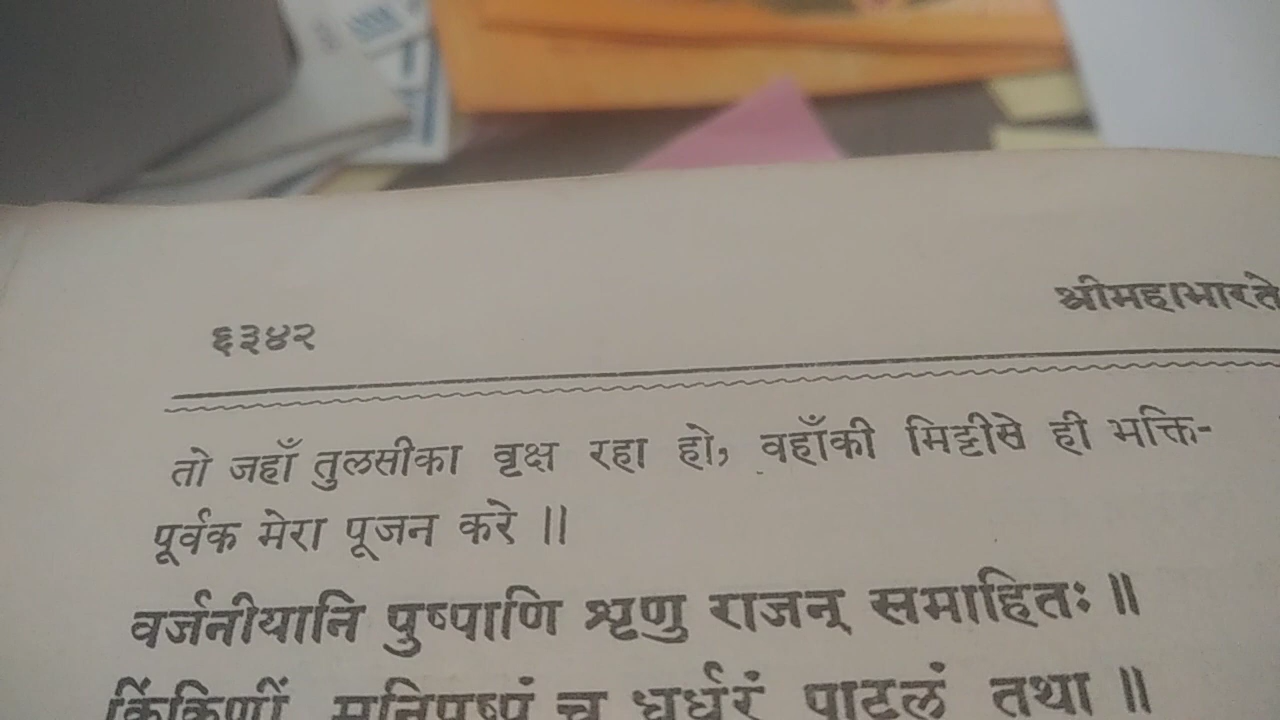 ६३४२ श्रीमहाभारते
तो जहाँ तुलसीका वृक्ष रहा हो, वहाँकी मिट्टीसे ही भक्ति-
पूर्वक मेरा पूजन करे ॥
वर्जनीयानि पुष्पाणि शृणु राजन् समाहितः ॥
किंकिणीं मुनिपुष्पं च धुर्धूरं पाटलं तथा ॥